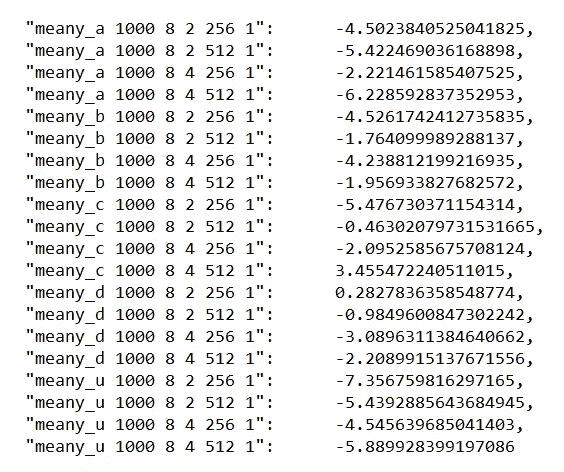 "meany_a 1000 8 2 256 1": -4.5023840525041825,
"meany_a 1000 8 2 512 1": -5.422469036168898,
"meany_a 1000 8 4 256 1": -2.221461585407525,
"meany_a 1000 8 4 512 1": -6.228592837352953,
"meany_b 1000 8 2 256 1": -4.5261742412735835,
"meany_b 1000 8 2 512 1": -1.764099989288137,
"meany_b 1000 8 4 256 1": -4.238812199216935,
"meany_b 1000 8 4 512 1": -1.956933827682572,
"meany_c 1000 8 2 256 1": -5.476730371154314,
"meany_c 1000 8 2 512 1": -0.46302079731531665,
"meany_c 1000 8 4 256 1": -2.0952585675708124,
"meany_c 1000 8 4 512 1": 3.455472240511015,
"meany_d 1000 8 2 256 1": 0.2827836358548774,
"meany_d 1000 8 2 512 1": -0.9849600847302242,
"meany_d 1000 8 4 256 1": -3.0896311384640662,
"meany_d 1000 8 4 512 1": -2.2089915137671556,
"meany_u 1000 8 2 256 1": -7.356759816297165,
"meany_u 1000 8 2 512 1": -5.4392885643684945,
"meany_u 1000 8 4 256 1": -4.545639685041403,
"meany_u 1000 8 4 512 1": -5.889928399197086